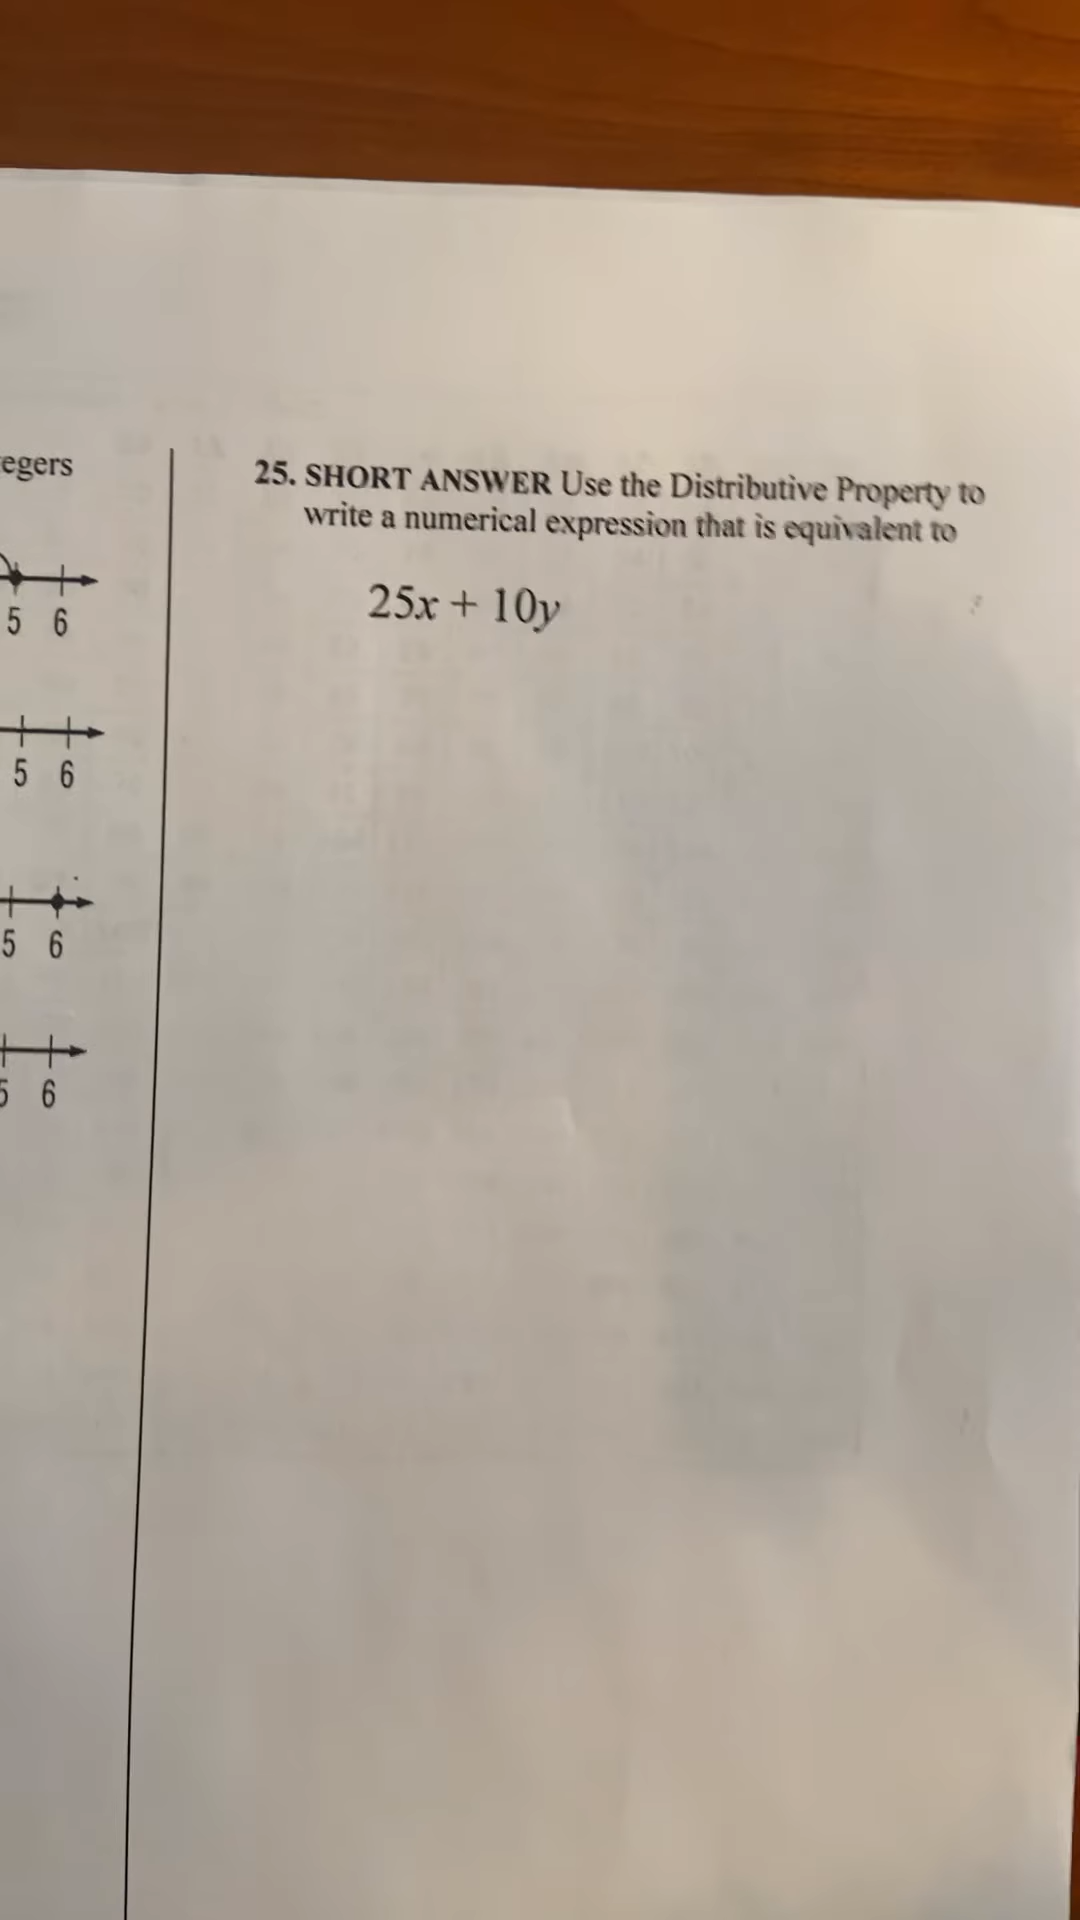 egers
25. SHORT ANSWER Use the Distributive Property to
write a numerical expression that is equivalent to
25x + 10y
5 6
5 6
5 6
5 6